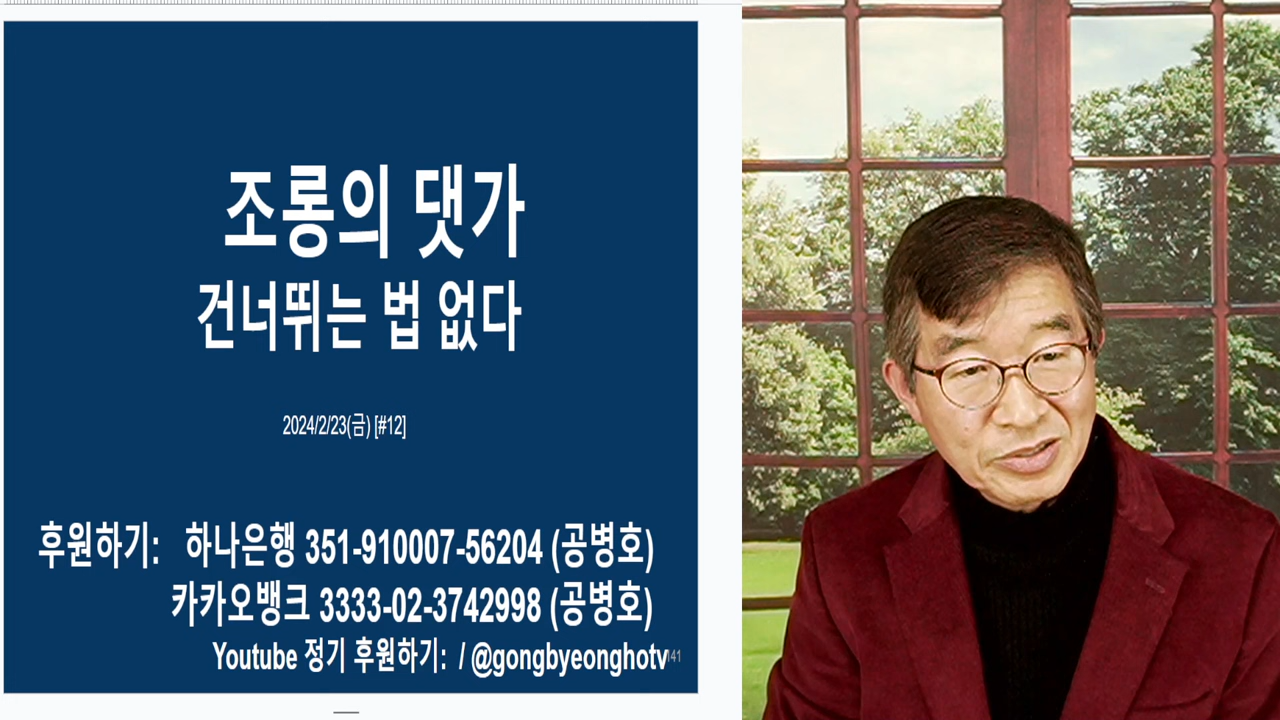 조롱의 댓가
건너뛰는 법 없다
2024/2/23(금) [#12]
후원하기: 하나은행 351-910007-56204 (공병호)
카카오뱅크 3333-02-3742998 (공병호)
Youtube 정기 후원하기: / @gongbyeonghotv
141